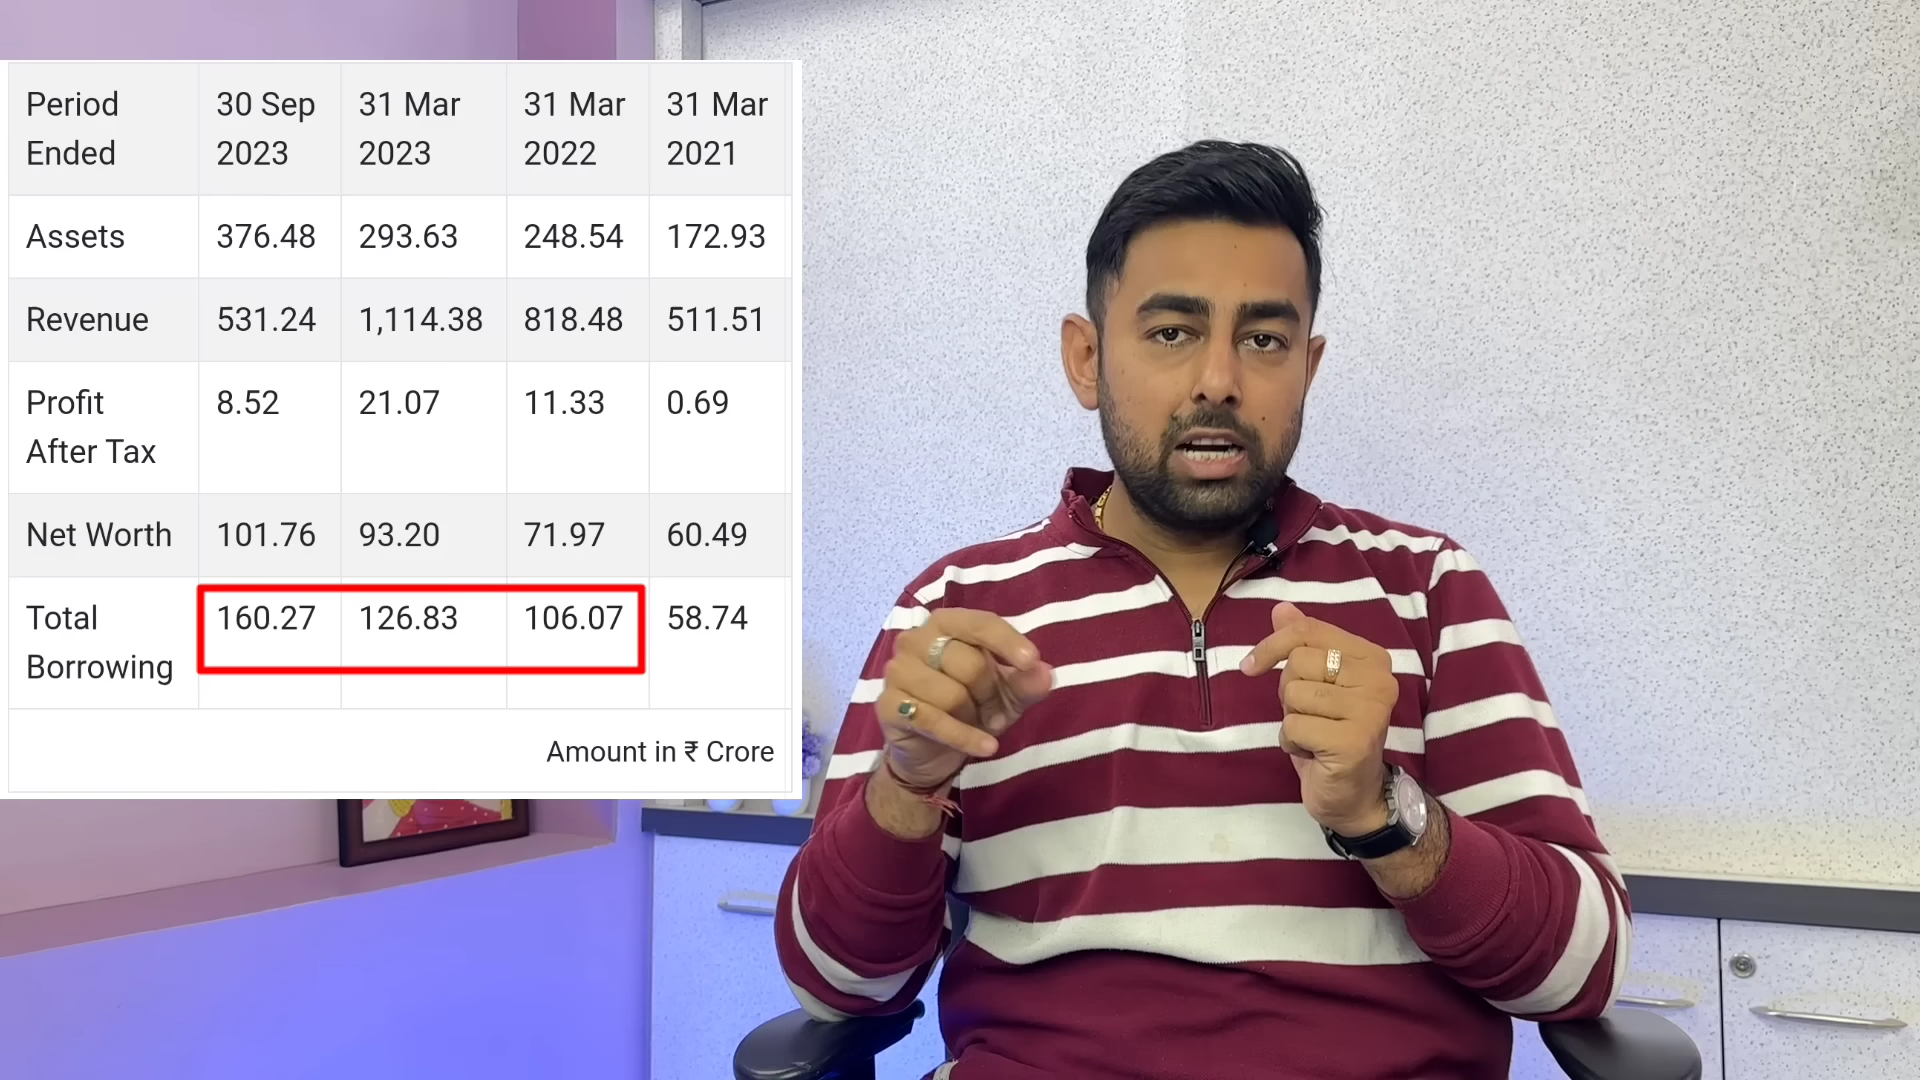 Period Ended 30 Sep 2023 31 Mar 2023 31 Mar 2022 31 Mar 2021
Assets 376.48 293.63 248.54 172.93
Revenue 531.24 1,114.38 818.48 511.51
Profit After Tax 8.52 21.07 11.33 0.69
Net Worth 101.76 93.20 71.97 60.49
Total Borrowing 160.27 126.83 106.07 58.74
Amount in ₹ Crore